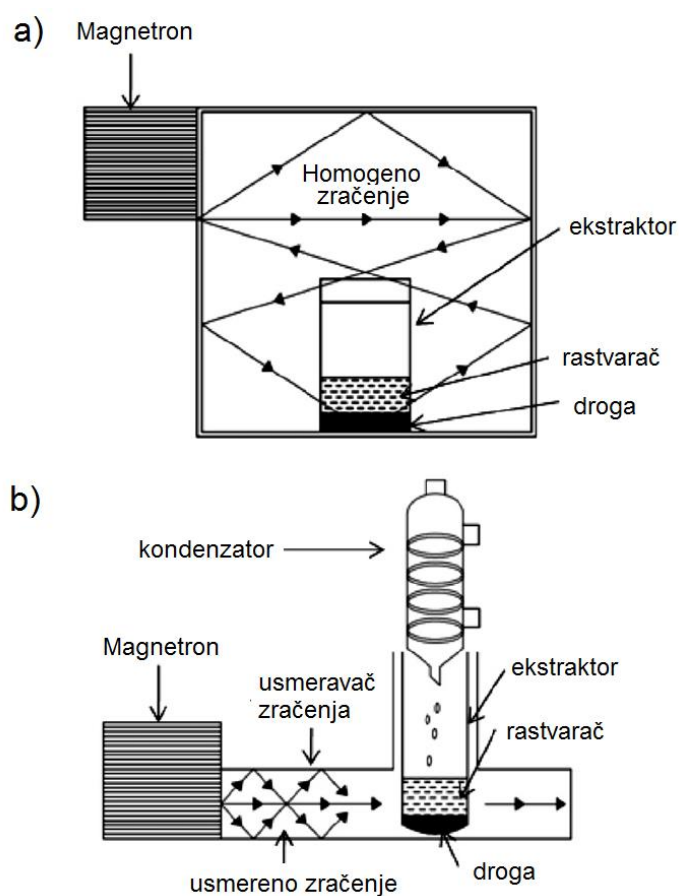 a)
Magnetron
Homogeno
zračenje
ekstraktor
rastvarač
droga
b)
kondenzator
Magnetron
usmeravač
zračenja
ekstraktor
rastvarač
usmereno zračenje
droga